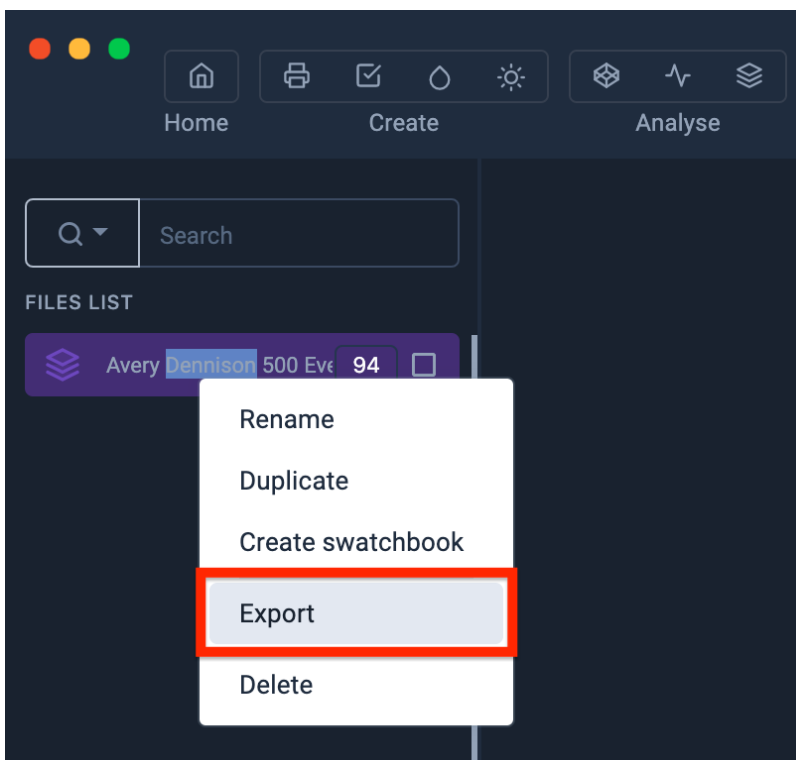 Home
Create
Analyse
Search
FILES LIST
Avery Dennison 500 Eve 94
Rename
Duplicate
Create swatchbook
Export
Delete